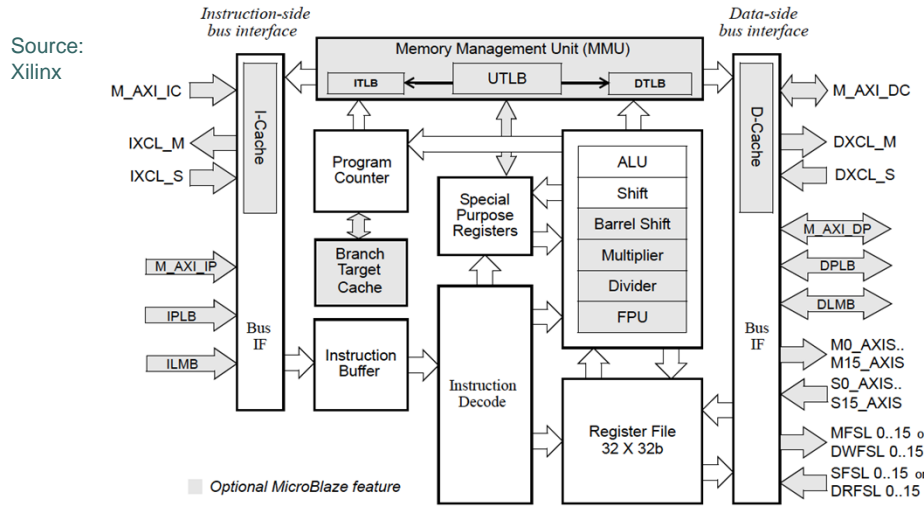 Source:
Xilinx
Instruction-side
bus interface
Data-side
bus interface
Memory Management Unit (MMU)
ITLB
UTLB
DTLB
M_AXI_IC
IXCL_M
IXCL_S
I-Cache
M_AXI_IP
IPLB
ILMB
Bus
IF
Program
Counter
Branch
Target
Cache
Instruction
Buffer
Special
Purpose
Registers
Instruction
Decode
ALU
Shift
Barrel Shift
Multiplier
Divider
FPU
Register File
32 X 32b
D-Cache
Bus
IF
M_AXI_DC
DXCL_M
DXCL_S
M_AXI_DP
DPLB
DLMB
M0_AXIS..
M15_AXIS
S0_AXIS..
S15_AXIS
MFSL 0..15 o
DWFSL 0..15
SFSL 0..15 o
DRFSL 0..15
Optional MicroBlaze feature